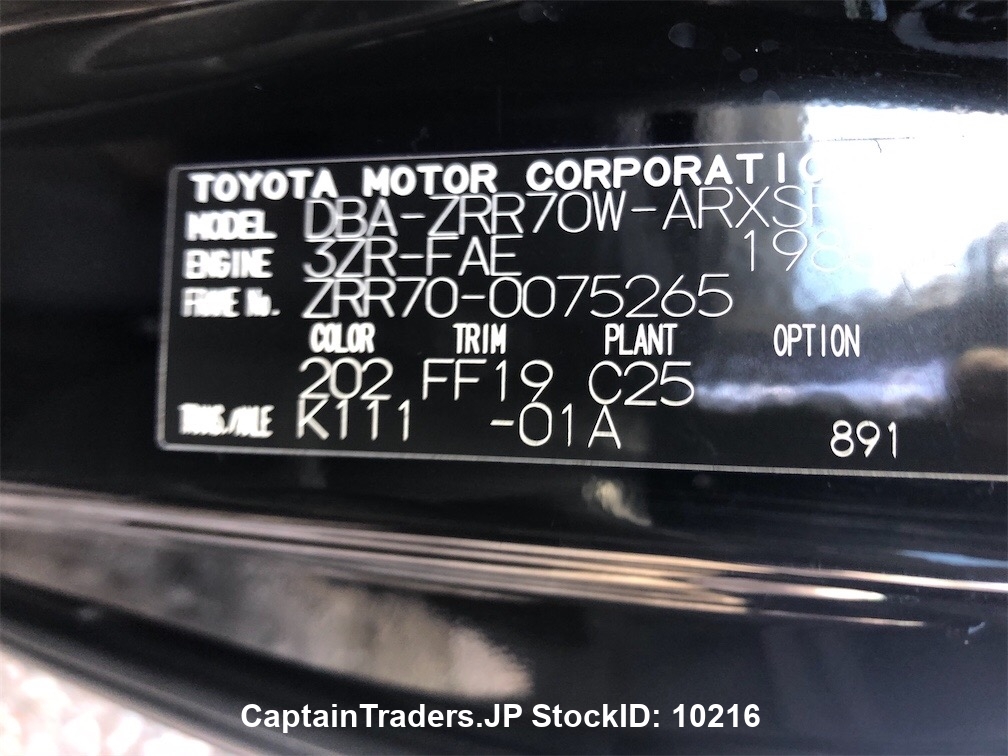 TOYOTA MOTOR CORPORATI
MODEL DBA-ZRR70W-ARXS
ENGINE 3ZR-FAE 198
FRAME No. ZRR70-0075265
COLOR TRIM PLANT OPTION
202 FF19 C25
TRANS/AXLE K111 -01A 891
CaptainTraders.JP StockID: 10216